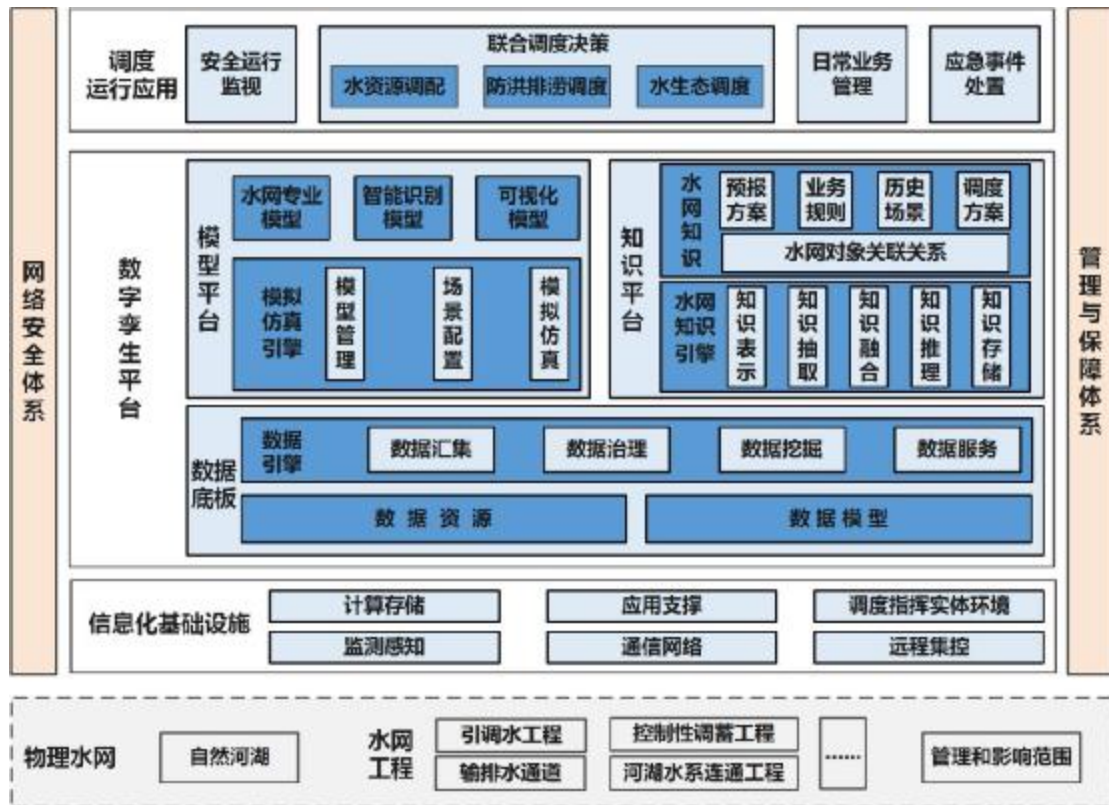 网络安全体系
管理与保障体系
调度
运行应用
安全运行
监视
联合调度决策
水资源调配
防洪排涝调度
水生态调度
日常业务
管理
应急事件
处置
数字孪生平台
模型平台
水网专业
模型
智能识别
模型
可视化
模型
模拟
仿真
引擎
模型管理
场景配置
模拟仿真
知识平台
水网知识
预报
方案
业务
规则
历史
场景
调度
方案
水网对象关联关系
水网
知识
引擎
知识表示
知识抽取
知识融合
知识推理
知识存储
数据
底板
数据
引擎
数据汇集
数据治理
数据挖掘
数据服务
数据资源
数据模型
信息化基础设施
计算存储
应用支撑
调度指挥实体环境
监测感知
通信网络
远程集控
物理水网
自然河湖
水网
工程
引调水工程
控制性调蓄工程
输排水通道
河湖水系连通工程
......
管理和影响范围